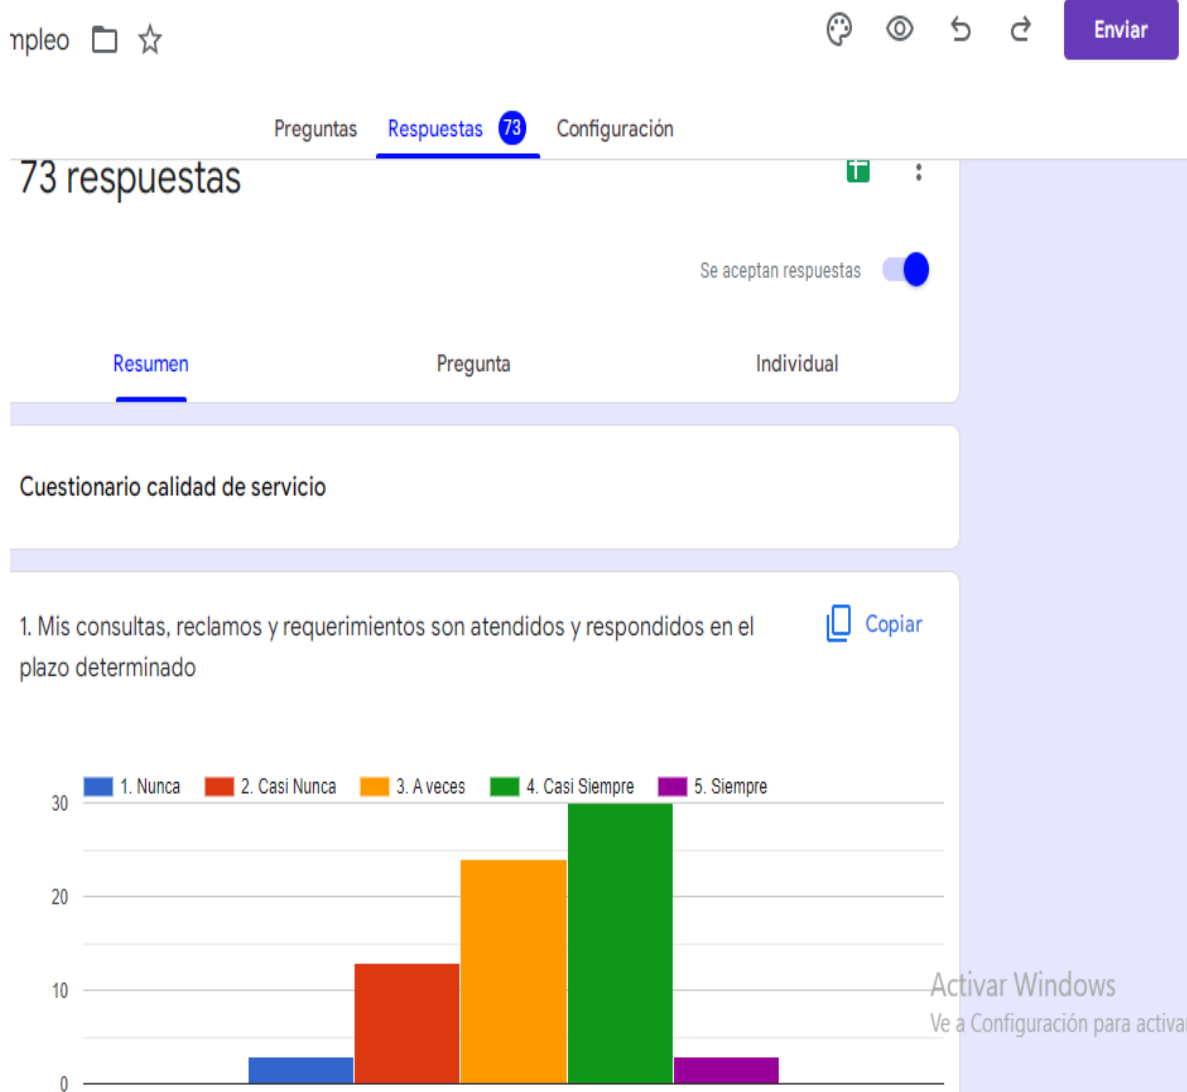 mpleo
Enviar
Preguntas Respuestas 73 Configuración
73 respuestas
Se aceptan respuestas
Resumen Pregunta Individual
Cuestionario calidad de servicio
1. Mis consultas, reclamos y requerimientos son atendidos y respondidos en el
plazo determinado
Copiar
1. Nunca 2. Casi Nunca 3. A veces 4. Casi Siempre 5. Siempre
30
20
10
0
Activar Windows
Ve a Configuración para activar